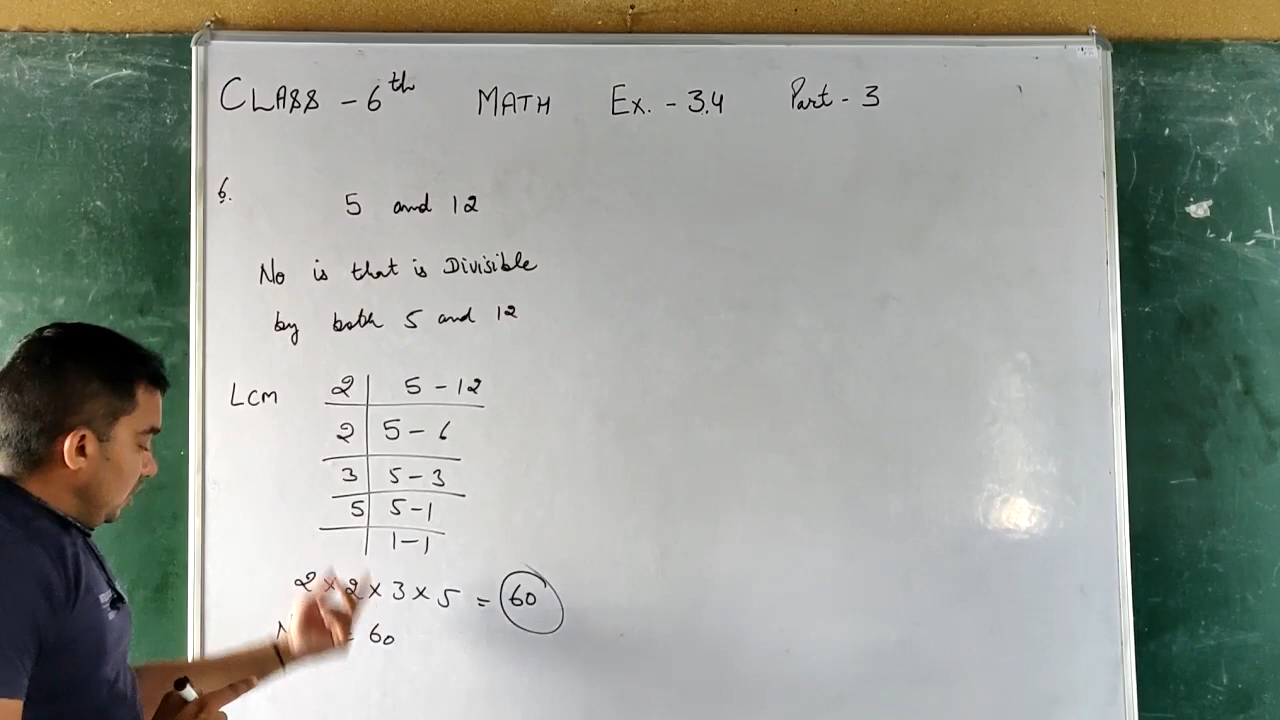 CLASS - 6th MATH Ex. - 3.4 Part - 3
6. 5 and 12
No is that is Divisible
by both 5 and 12
Lcm 2 | 5 - 12
2 | 5 - 6
3 | 5 - 3
5 | 5 - 1
| 1 - 1
2 × 2 × 3 × 5 = 60
= 60